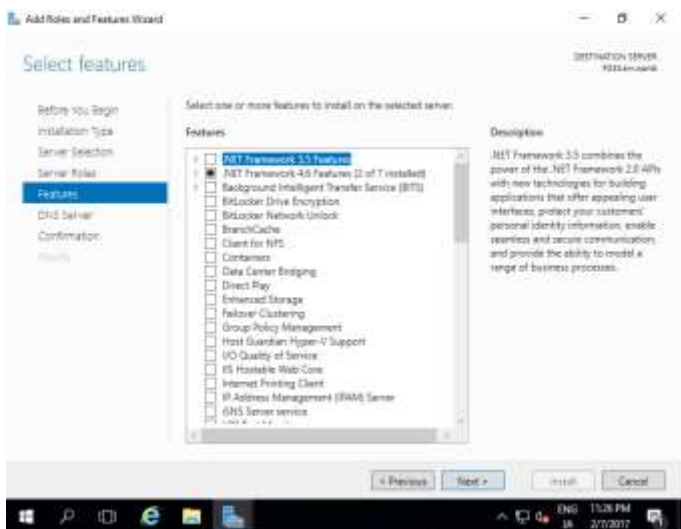 Add Roles and Features Wizard
Select features
DESTINATION SERVER
Before You Begin
Installation Type
Server Selection
Server Roles
Features
DNS Server
Confirmation
Results
Select one or more features to install on the selected server.
Features
.NET Framework 3.5 Features
.NET Framework 4.6 Features (2 of 7 installed)
Background Intelligent Transfer Service (BITS)
BitLocker Drive Encryption
BitLocker Network Unlock
BranchCache
Client for NFS
Containers
Data Center Bridging
Direct Play
Enhanced Storage
Failover Clustering
Group Policy Management
Host Guardian Hyper-V Support
I/O Quality of Service
IIS Hostable Web Core
Internet Printing Client
IP Address Management (IPAM) Server
iSNS Server service
Description
.NET Framework 3.5 combines the
power of the .NET Framework 2.0 APIs
with new technologies for building
applications that offer appealing user
interfaces, protect your customers'
personal identity information, enable
seamless and secure communication,
and provide the ability to model a
range of business processes.
< Previous
Next >
Install
Cancel
ENG
11:26 PM
2/7/2017